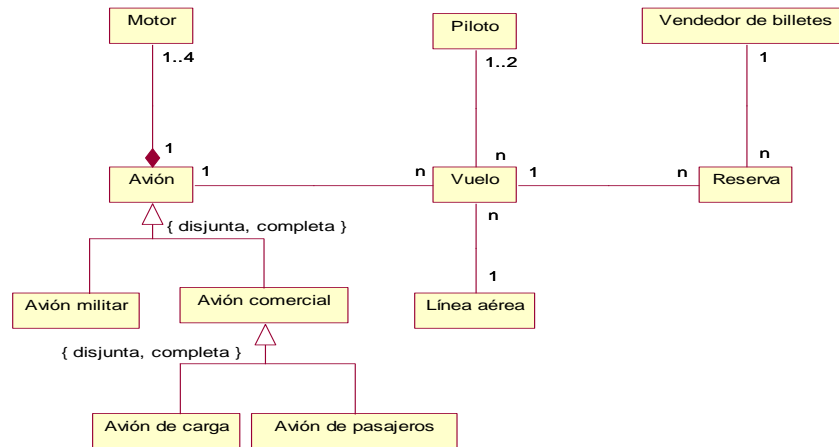 Motor
Piloto
Vendedor de billetes
1..4
1..2
1
1
n
n
Avión
1
n
Vuelo
1
n
Reserva
{ disjunta, completa }
n
Avión militar
Avión comercial
1
Línea aérea
{ disjunta, completa }
Avión de carga
Avión de pasajeros